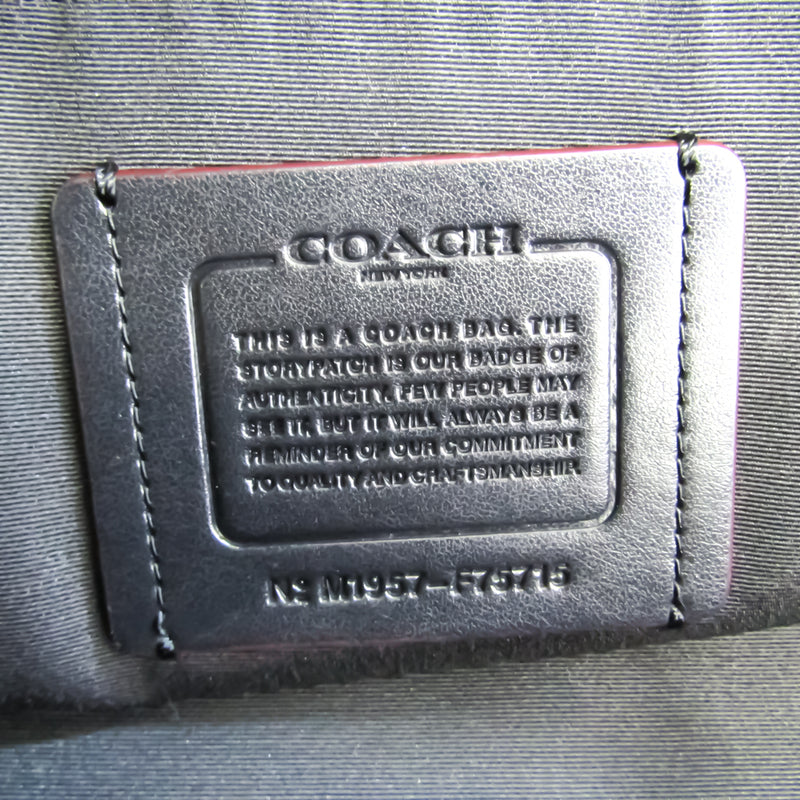 COACH
NEW YORK
THIS IS A COACH BAG. THE
STORYPATCH IS OUR BADGE OF
AUTHENTICITY. FEW PEOPLE MAY
SEE IT, BUT IT WILL ALWAYS BE A
REMINDER OF OUR COMMITMENT
TO QUALITY AND CRAFTSMANSHIP.
Nº M1957-F75715